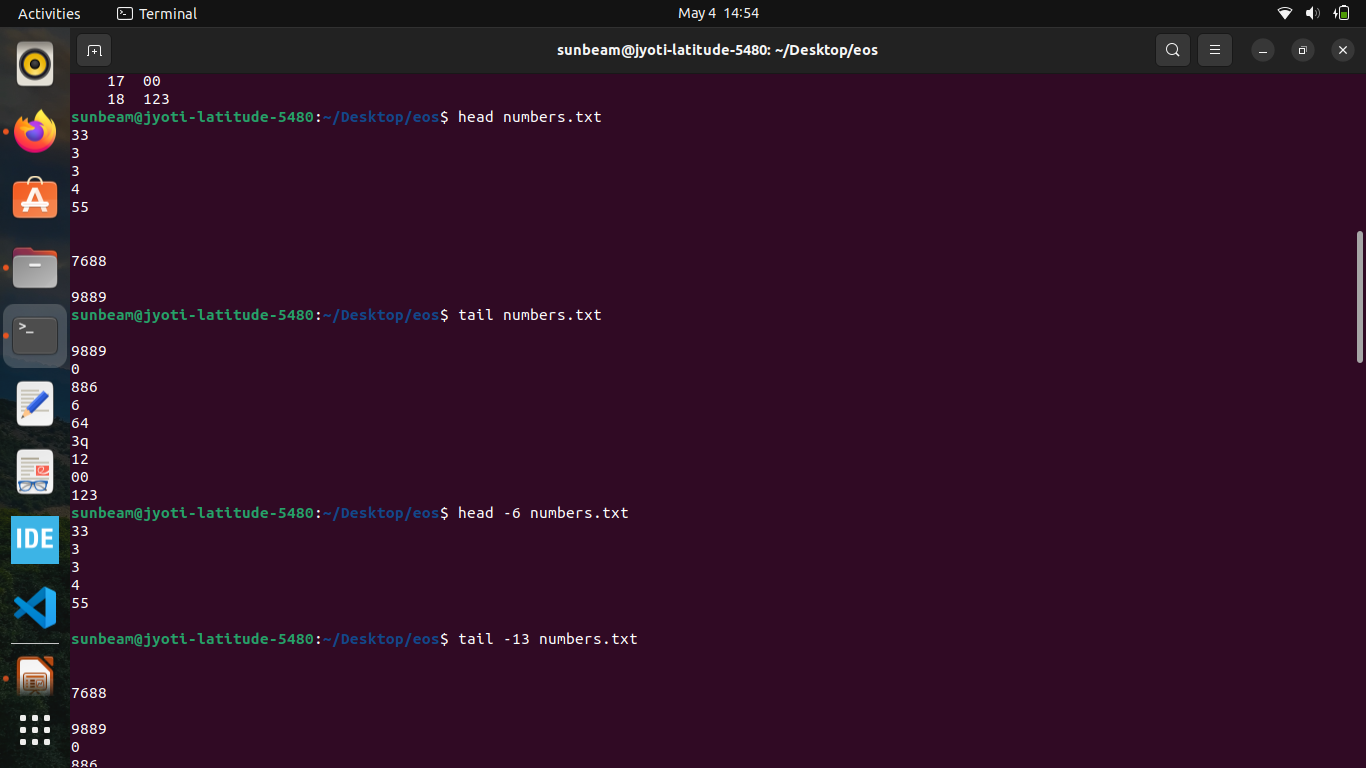 Activities
Terminal
May 4 14:54
sunbeam@jyoti-latitude-5480: ~/Desktop/eos
17 00
18 123
sunbeam@jyoti-latitude-5480:~/Desktop/eos$ head numbers.txt
33
3
3
4
55
7688
9889
sunbeam@jyoti-latitude-5480:~/Desktop/eos$ tail numbers.txt
9889
0
886
6
64
3q
12
00
123
sunbeam@jyoti-latitude-5480:~/Desktop/eos$ head -6 numbers.txt
33
3
3
4
55
sunbeam@jyoti-latitude-5480:~/Desktop/eos$ tail -13 numbers.txt
7688
9889
0
886
IDE